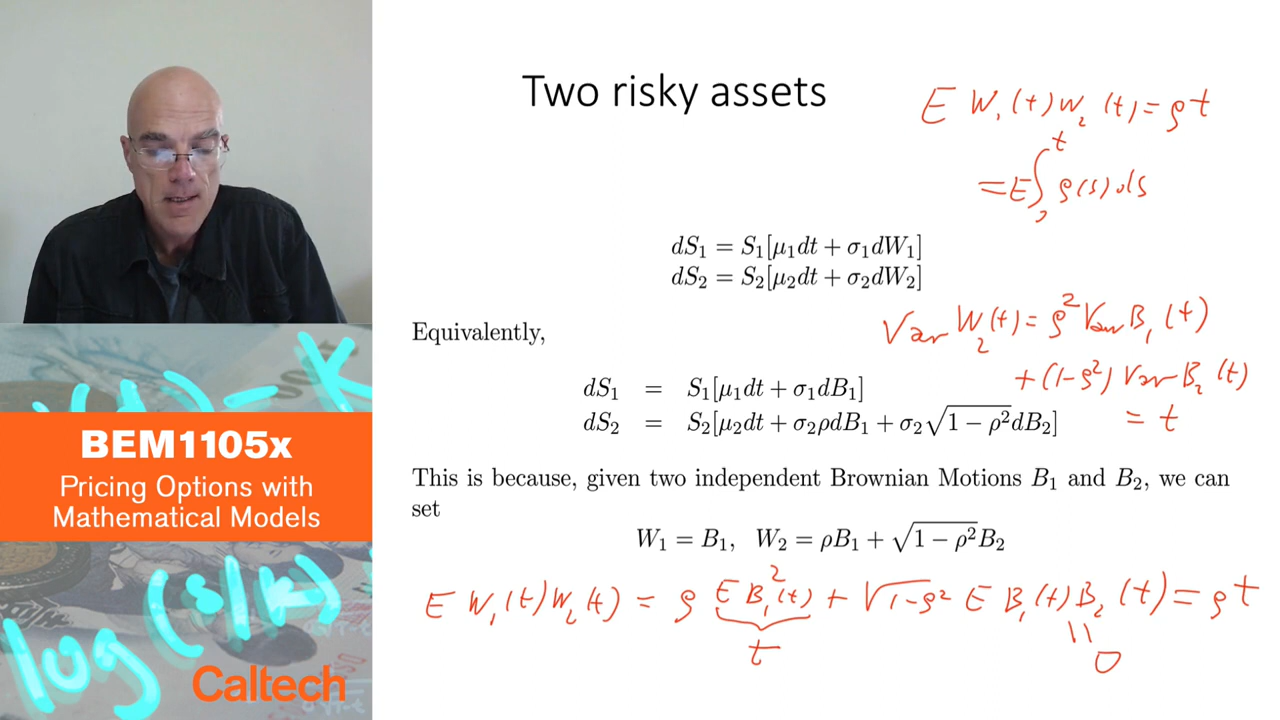 Two risky assets
E W₁(t)W₂(t) = ρt
= E∫₀ᵗ ρ(s)ds
dS₁ = S₁[μ₁dt + σ₁dW₁]
dS₂ = S₂[μ₂dt + σ₂dW₂]
Var W₂(t) = ρ² Var B₁(t)
+ (1-ρ²) Var B₂(t)
= t
Equivalently,
dS₁ = S₁[μ₁dt + σ₁dB₁]
dS₂ = S₂[μ₂dt + σ₂ρdB₁ + σ₂√(1 − ρ²)dB₂]
This is because, given two independent Brownian Motions B₁ and B₂, we can
set
W₁ = B₁, W₂ = ρB₁ + √(1 − ρ²)B₂
E W₁(t)W₂(t) = ρ E B₁²(t) + √(1-ρ²) E B₁(t)B₂(t) = ρt
t
||
0
BEM1105x
Pricing Options with
Mathematical Models
log(s/k)
Caltech